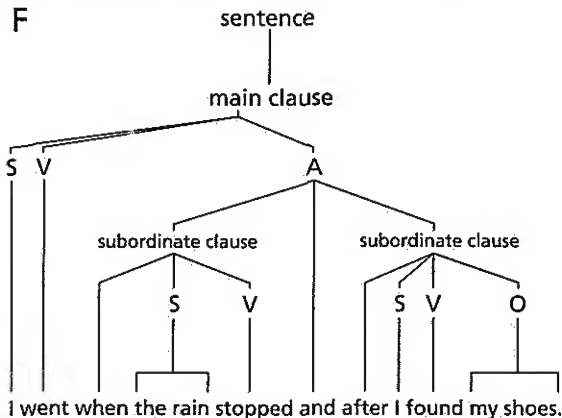 F
sentence
main clause
S V A
subordinate clause subordinate clause
S V S V O
I went when the rain stopped and after I found my shoes.